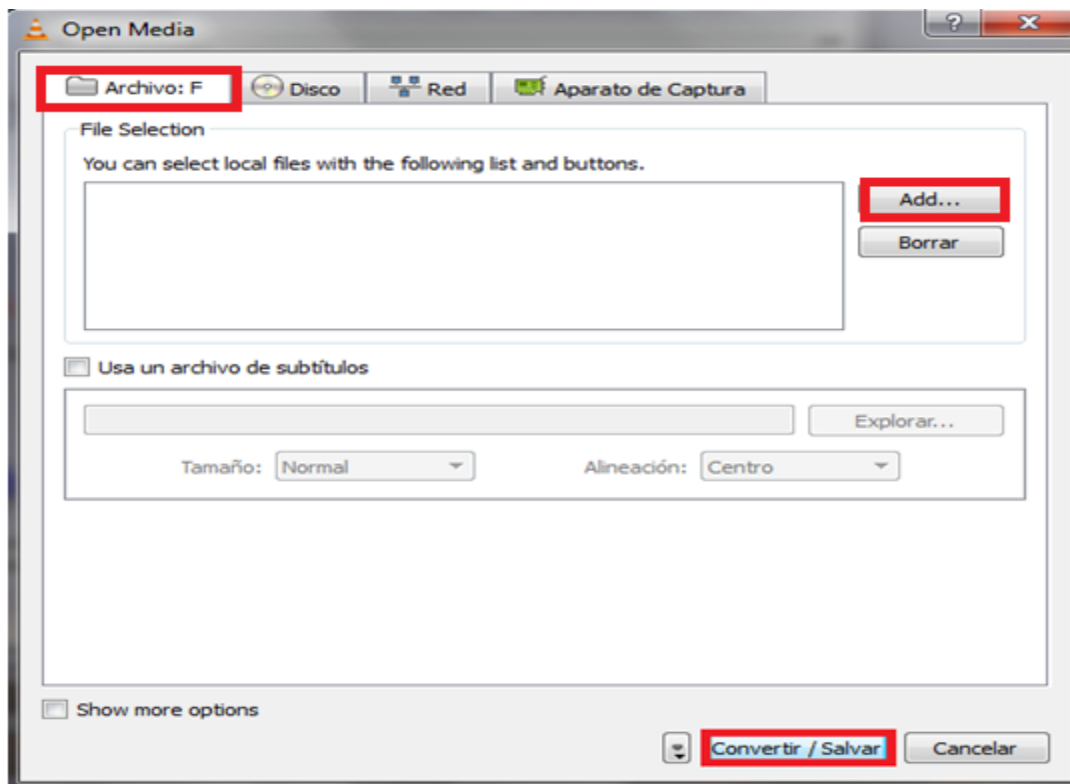 Open Media
Archivo: F Disco Red Aparato de Captura
File Selection
You can select local files with the following list and buttons.
Add...
Borrar
Usa un archivo de subtítulos
Explorar...
Tamaño: Normal Alineación: Centro
Show more options
Convertir / Salvar Cancelar